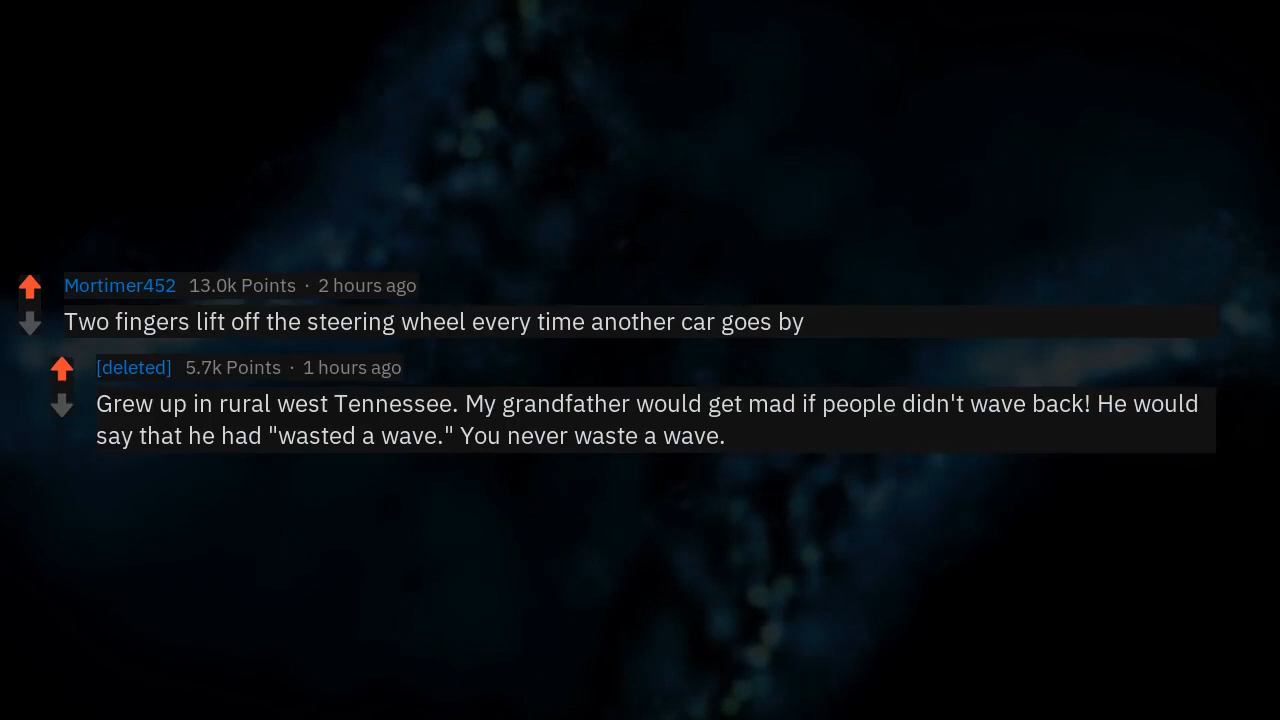 Mortimer452 13.0k Points · 2 hours ago
Two fingers lift off the steering wheel every time another car goes by
[deleted] 5.7k Points · 1 hours ago
Grew up in rural west Tennessee. My grandfather would get mad if people didn't wave back! He would
say that he had "wasted a wave." You never waste a wave.